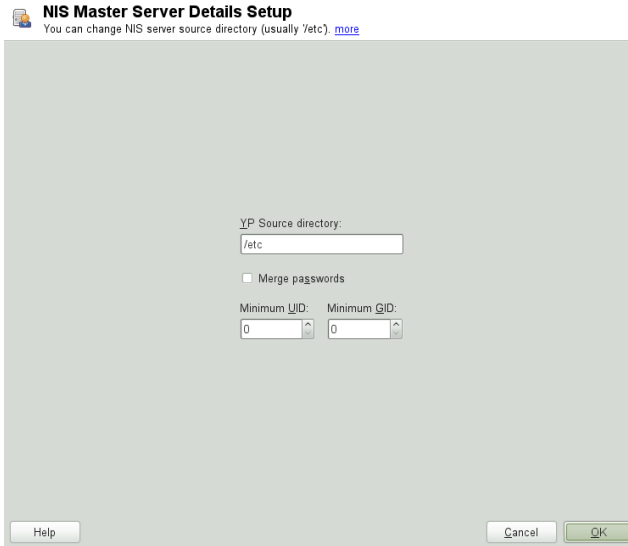 NIS Master Server Details Setup
You can change NIS server source directory (usually '/etc'). more
YP Source directory:
/etc
Merge passwords
Minimum UID: Minimum GID:
0 0
Help Cancel OK